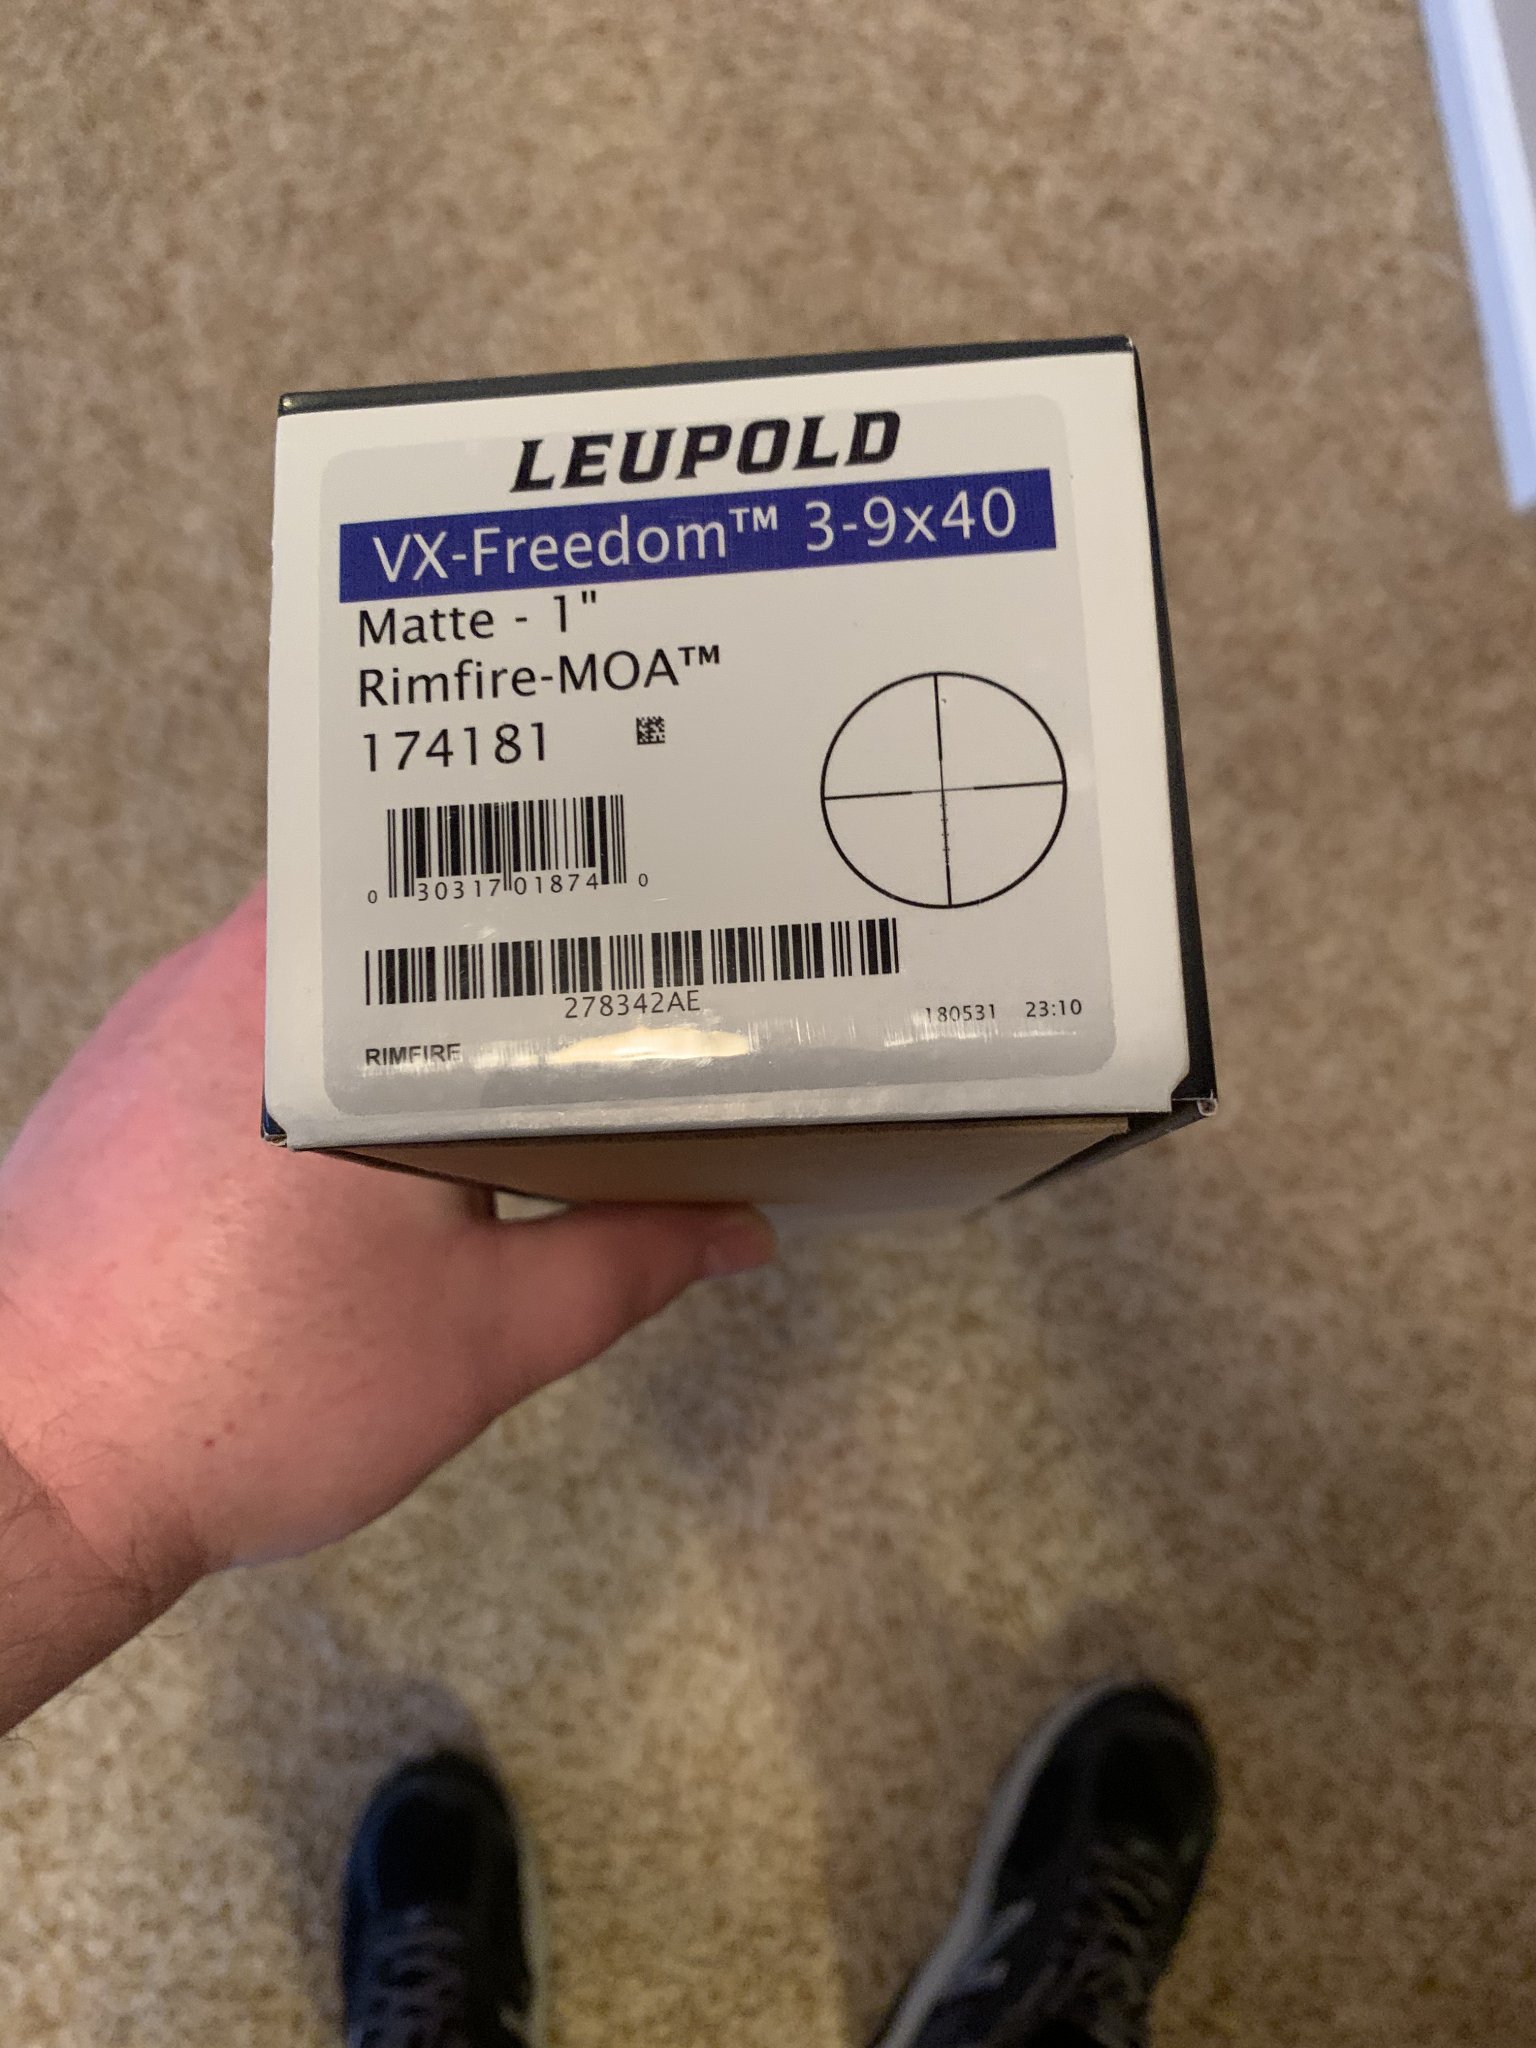 LEUPOLD
VX-Freedom™ 3-9x40
Matte - 1"
Rimfire-MOA™
174181
0 30317 01874 0
278342AE
180531 23:10
RIMFIRE